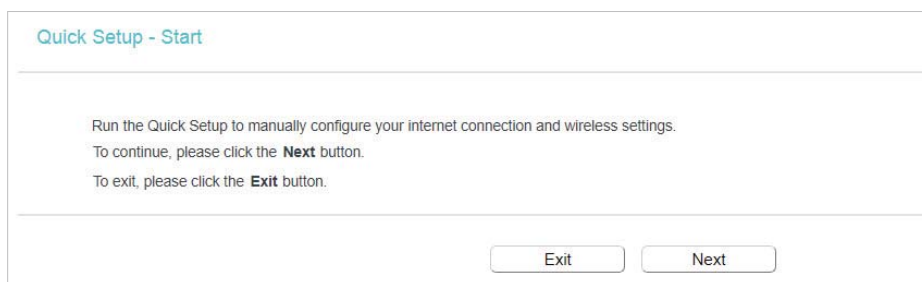 Quick Setup - Start
Run the Quick Setup to manually configure your internet connection and wireless settings.
To continue, please click the Next button.
To exit, please click the Exit button.
Exit Next